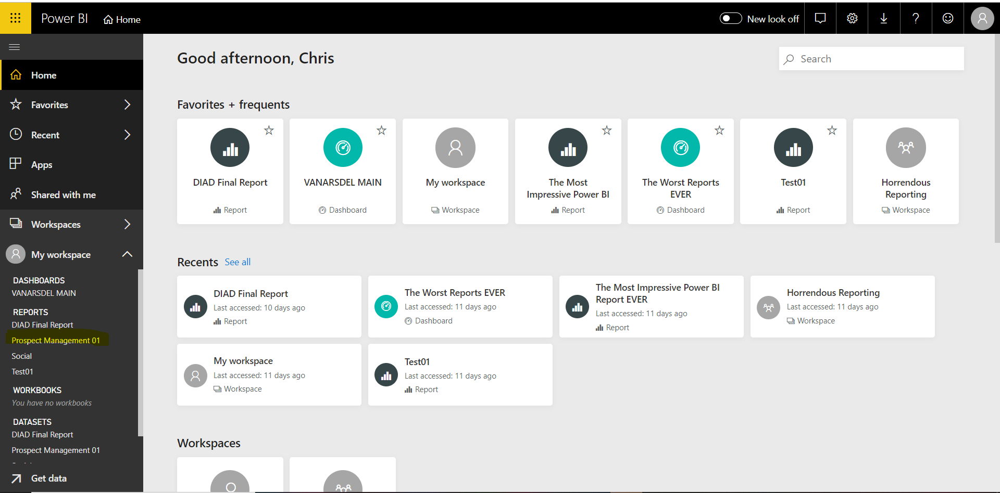 Power BI
Home
New look off
Home
Favorites
Recent
Apps
Shared with me
Workspaces
My workspace
DASHBOARDS
VANARSDEL MAIN
REPORTS
DIAD Final Report
Prospect Management 01
Social
Test01
WORKBOOKS
You have no workbooks
DATASETS
DIAD Final Report
Prospect Management 01
Get data
Good afternoon, Chris
Search
Favorites + frequents
DIAD Final Report
Report
VANARSDEL MAIN
Dashboard
My workspace
Workspace
The Most
Impressive Power BI
Report
The Worst Reports
EVER
Dashboard
Test01
Report
Horrendous
Reporting
Workspace
Recents See all
DIAD Final Report
Last accessed: 10 days ago
Report
The Worst Reports EVER
Last accessed: 11 days ago
Dashboard
The Most Impressive Power BI
Report EVER
Last accessed: 11 days ago
Report
Horrendous Reporting
Last accessed: 11 days ago
Workspace
My workspace
Last accessed: 11 days ago
Workspace
Test01
Last accessed: 11 days ago
Report
Workspaces